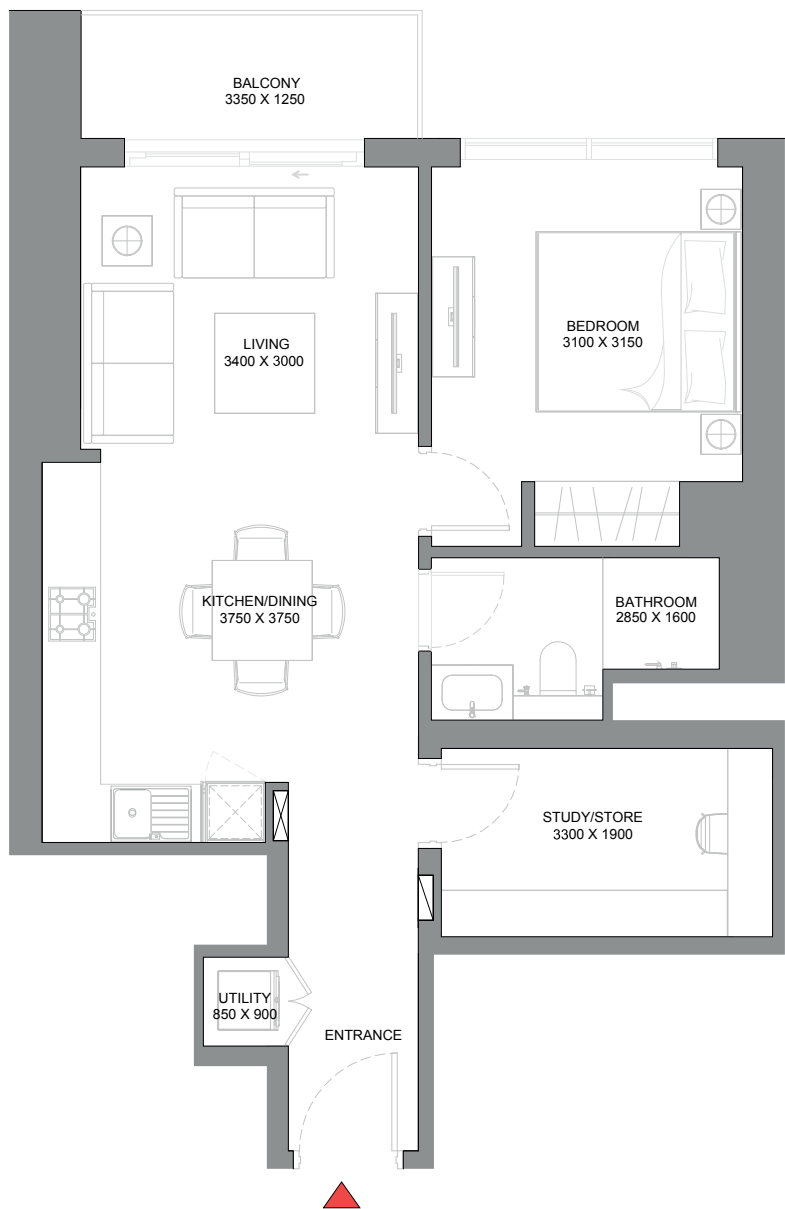 BALCONY
3350 X 1250
LIVING
3400 X 3000
BEDROOM
3100 X 3150
KITCHEN/DINING
3750 X 3750
BATHROOM
2850 X 1600
STUDY/STORE
3300 X 1900
UTILITY
850 X 900
ENTRANCE